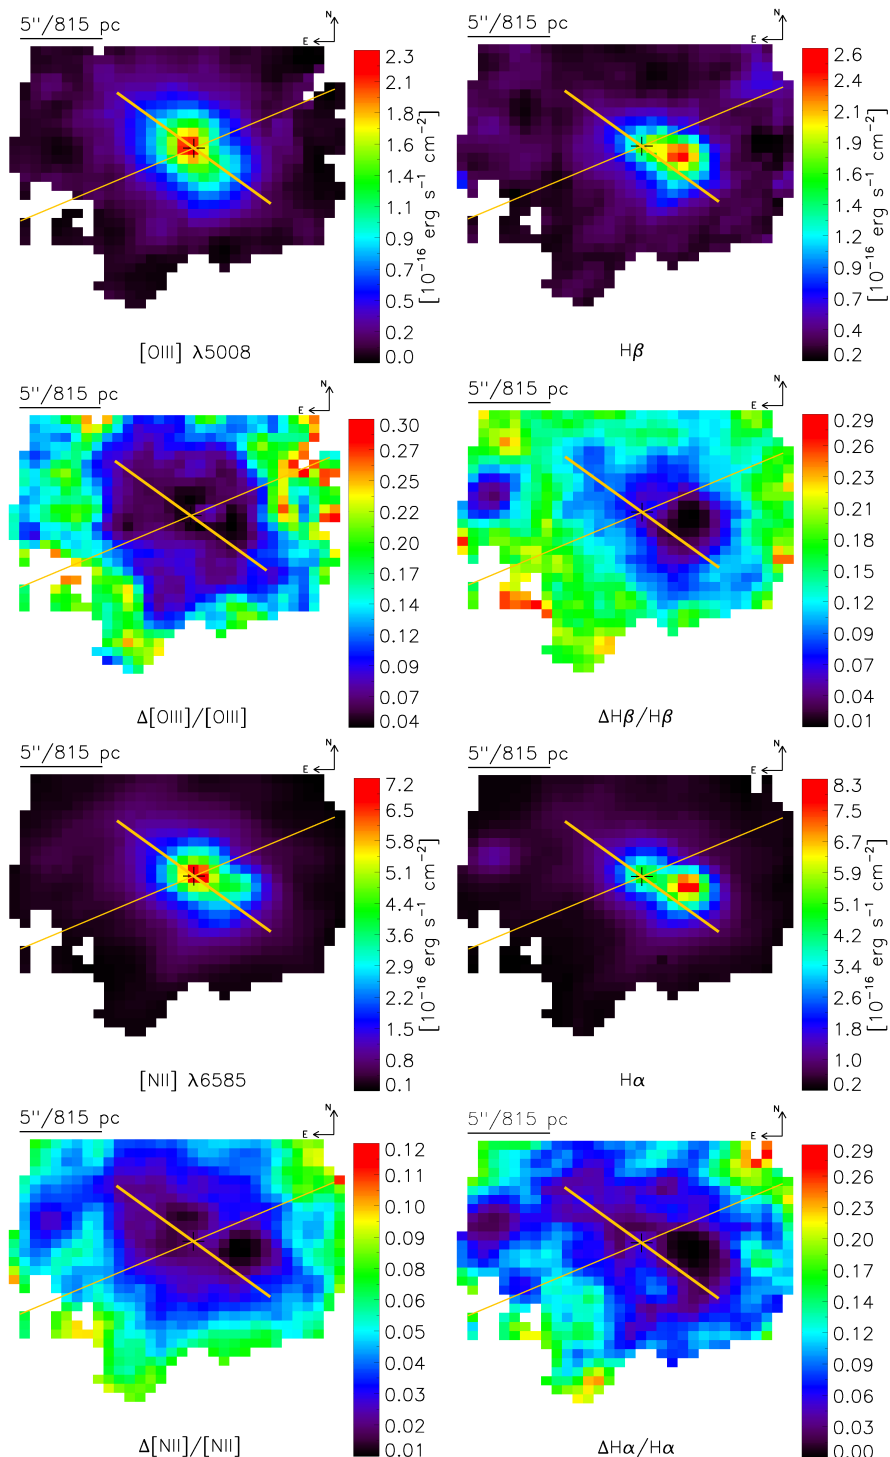 5''/815 pc
N
E
2.3
2.1
1.8
1.6
1.4
1.1
0.9
0.7
0.5
0.2
0.0
[10⁻¹⁶ erg s⁻¹ cm⁻²]
[OIII] λ5008
5''/815 pc
N
E
2.6
2.4
2.1
1.9
1.6
1.4
1.2
0.9
0.7
0.4
0.2
[10⁻¹⁶ erg s⁻¹ cm⁻²]
Hβ
5''/815 pc
N
E
0.30
0.27
0.25
0.22
0.20
0.17
0.14
0.12
0.09
0.07
0.04
Δ[OIII]/[OIII]
5''/815 pc
N
E
0.29
0.26
0.23
0.21
0.18
0.15
0.12
0.09
0.07
0.04
0.01
ΔHβ/Hβ
5''/815 pc
N
E
7.2
6.5
5.8
5.1
4.4
3.6
2.9
2.2
1.5
0.8
0.1
[10⁻¹⁶ erg s⁻¹ cm⁻²]
[NII] λ6585
5''/815 pc
N
E
8.3
7.5
6.7
5.9
5.1
4.2
3.4
2.6
1.8
1.0
0.2
[10⁻¹⁶ erg s⁻¹ cm⁻²]
Hα
5''/815 pc
N
E
0.12
0.11
0.10
0.09
0.08
0.06
0.05
0.04
0.03
0.02
0.01
Δ[NII]/[NII]
5''/815 pc
N
E
0.29
0.26
0.23
0.20
0.17
0.14
0.12
0.09
0.06
0.03
0.00
ΔHα/Hα